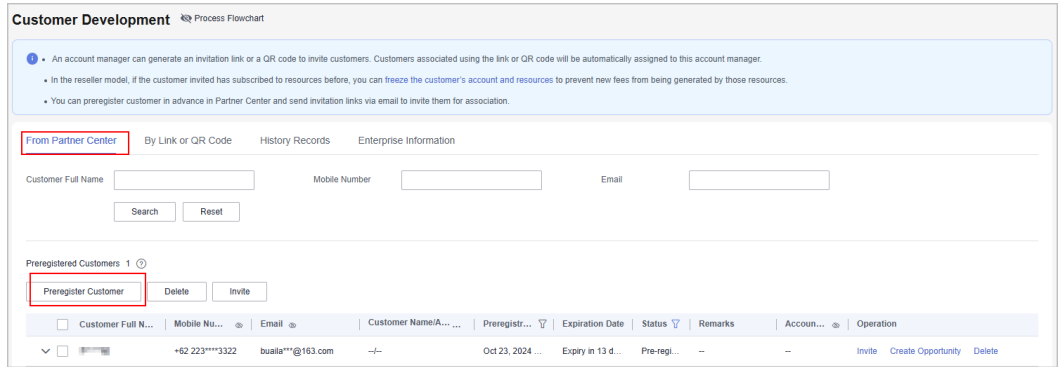 Customer Development Process Flowchart
An account manager can generate an invitation link or a QR code to invite customers. Customers associated using the link or QR code will be automatically assigned to this account manager.
In the reseller model, if the customer invited has subscribed to resources before, you can freeze the customer's account and resources to prevent new fees from being generated by those resources.
You can preregister customer in advance in Partner Center and send invitation links via email to invite them for association.
From Partner Center By Link or QR Code History Records Enterprise Information
Customer Full Name Mobile Number Email
Search Reset
Preregistered Customers 1
Preregister Customer Delete Invite
Customer Full N... Mobile Nu... Email Customer Name/A... ... Preregistr... Expiration Date Status Remarks Accoun... Operation
+62 223****3322 buaila***@163.com --/-- Oct 23, 2024 ... Expiry in 13 d... Pre-regi... -- -- Invite Create Opportunity Delete